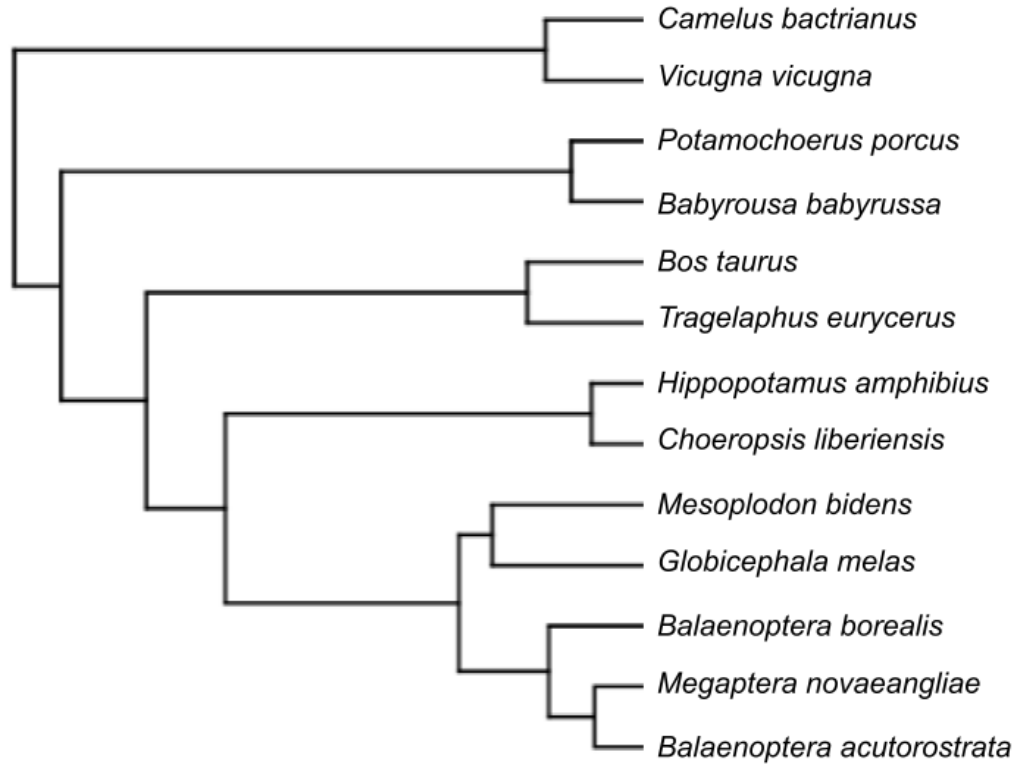 Camelus bactrianus
Vicugna vicugna
Potamochoerus porcus
Babyrousa babyrussa
Bos taurus
Tragelaphus eurycerus
Hippopotamus amphibius
Choeropsis liberiensis
Mesoplodon bidens
Globicephala melas
Balaenoptera borealis
Megaptera novaeangliae
Balaenoptera acutorostrata